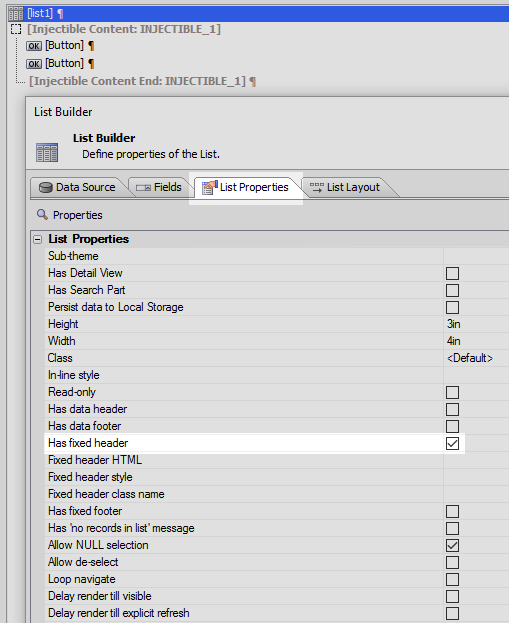 [list1] ¶
[Injectible Content: INJECTIBLE_1]
OK [Button] ¶
OK [Button] ¶
[Injectible Content End: INJECTIBLE_1] ¶
List Builder
List Builder
Define properties of the List.
Data Source Fields List Properties List Layout
Properties
List Properties
Sub-theme
Has Detail View
Has Search Part
Persist data to Local Storage
Height 3in
Width 4in
Class <Default>
In-line style
Read-only
Has data header
Has data footer
Has fixed header
Fixed header HTML
Fixed header style
Fixed header class name
Has fixed footer
Has 'no records in list' message
Allow NULL selection
Allow de-select
Loop navigate
Delay render till visible
Delay render till explicit refresh